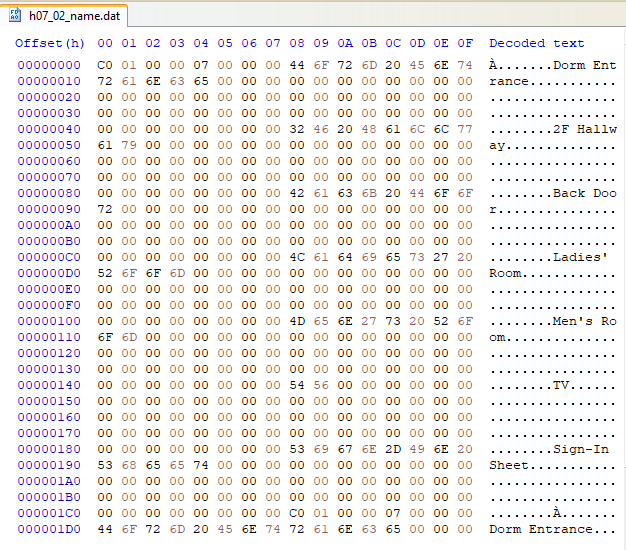 h07_02_name.dat
Offset(h) 00 01 02 03 04 05 06 07 08 09 0A 0B 0C 0D 0E 0F Decoded text
00000000 C0 01 00 00 07 00 00 00 44 6F 72 6D 20 45 6E 74 À.......Dorm Ent
00000010 72 61 6E 63 65 00 00 00 00 00 00 00 00 00 00 00 rance...........
00000020 00 00 00 00 00 00 00 00 00 00 00 00 00 00 00 00 ................
00000030 00 00 00 00 00 00 00 00 00 00 00 00 00 00 00 00 ................
00000040 00 00 00 00 00 00 00 00 32 46 20 48 61 6C 6C 77 ........2F Hallw
00000050 61 79 00 00 00 00 00 00 00 00 00 00 00 00 00 00 ay..............
00000060 00 00 00 00 00 00 00 00 00 00 00 00 00 00 00 00 ................
00000070 00 00 00 00 00 00 00 00 00 00 00 00 00 00 00 00 ................
00000080 00 00 00 00 00 00 00 00 42 61 63 6B 20 44 6F 6F ........Back Doo
00000090 72 00 00 00 00 00 00 00 00 00 00 00 00 00 00 00 r...............
000000A0 00 00 00 00 00 00 00 00 00 00 00 00 00 00 00 00 ................
000000B0 00 00 00 00 00 00 00 00 00 00 00 00 00 00 00 00 ................
000000C0 00 00 00 00 00 00 00 00 4C 61 64 69 65 73 27 20 ........Ladies' 
000000D0 52 6F 6F 6D 00 00 00 00 00 00 00 00 00 00 00 00 Room............
000000E0 00 00 00 00 00 00 00 00 00 00 00 00 00 00 00 00 ................
000000F0 00 00 00 00 00 00 00 00 00 00 00 00 00 00 00 00 ................
00000100 00 00 00 00 00 00 00 00 4D 65 6E 27 73 20 52 6F ........Men's Ro
00000110 6F 6D 00 00 00 00 00 00 00 00 00 00 00 00 00 00 om..............
00000120 00 00 00 00 00 00 00 00 00 00 00 00 00 00 00 00 ................
00000130 00 00 00 00 00 00 00 00 00 00 00 00 00 00 00 00 ................
00000140 00 00 00 00 00 00 00 00 54 56 00 00 00 00 00 00 ........TV......
00000150 00 00 00 00 00 00 00 00 00 00 00 00 00 00 00 00 ................
00000160 00 00 00 00 00 00 00 00 00 00 00 00 00 00 00 00 ................
00000170 00 00 00 00 00 00 00 00 00 00 00 00 00 00 00 00 ................
00000180 00 00 00 00 00 00 00 00 53 69 67 6E 2D 49 6E 20 ........Sign-In 
00000190 53 68 65 65 74 00 00 00 00 00 00 00 00 00 00 00 Sheet...........
000001A0 00 00 00 00 00 00 00 00 00 00 00 00 00 00 00 00 ................
000001B0 00 00 00 00 00 00 00 00 00 00 00 00 00 00 00 00 ................
000001C0 00 00 00 00 00 00 00 00 C0 01 00 00 07 00 00 00 ........À.......
000001D0 44 6F 72 6D 20 45 6E 74 72 61 6E 63 65 00 00 00 Dorm Entrance...